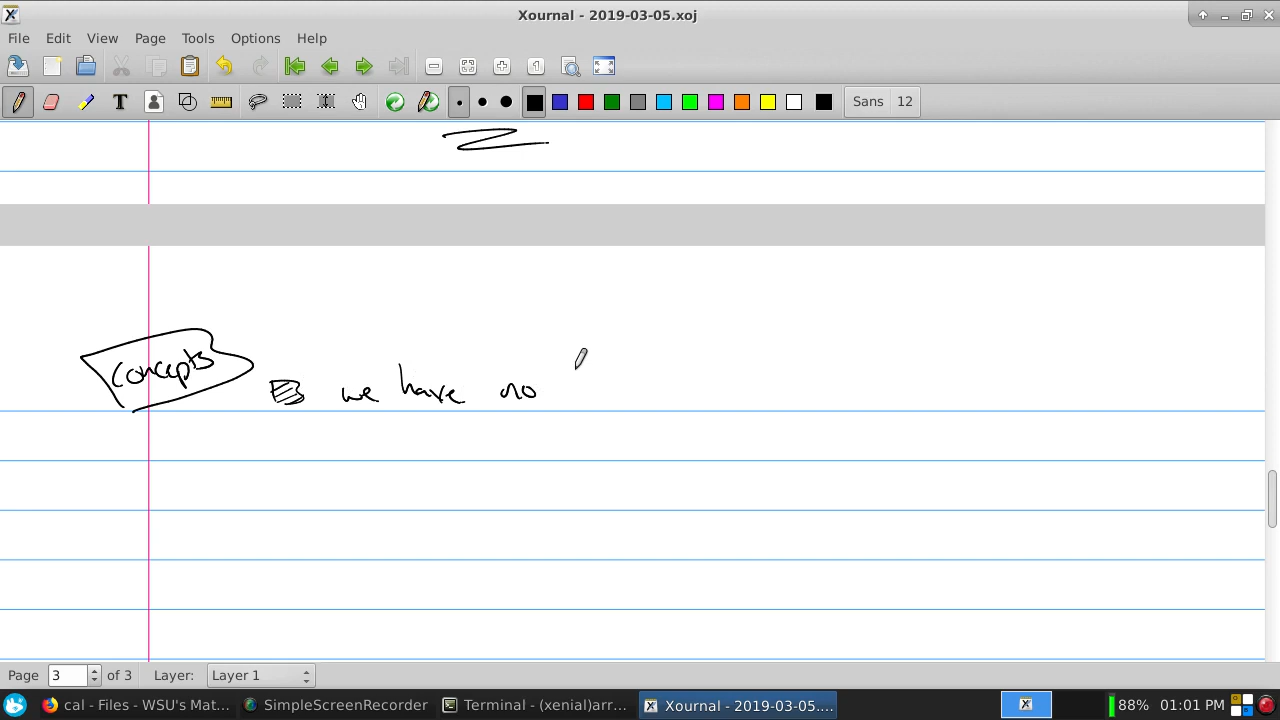 Xournal - 2019-03-05.xoj
File Edit View Page Tools Options Help
Sans 12
concepts we have no
Page 3 of 3 Layer: Layer 1
cal - Files - WSU's Mat... SimpleScreenRecorder Terminal - (xenial)arr... Xournal - 2019-03-05.... 88% 01:01 PM